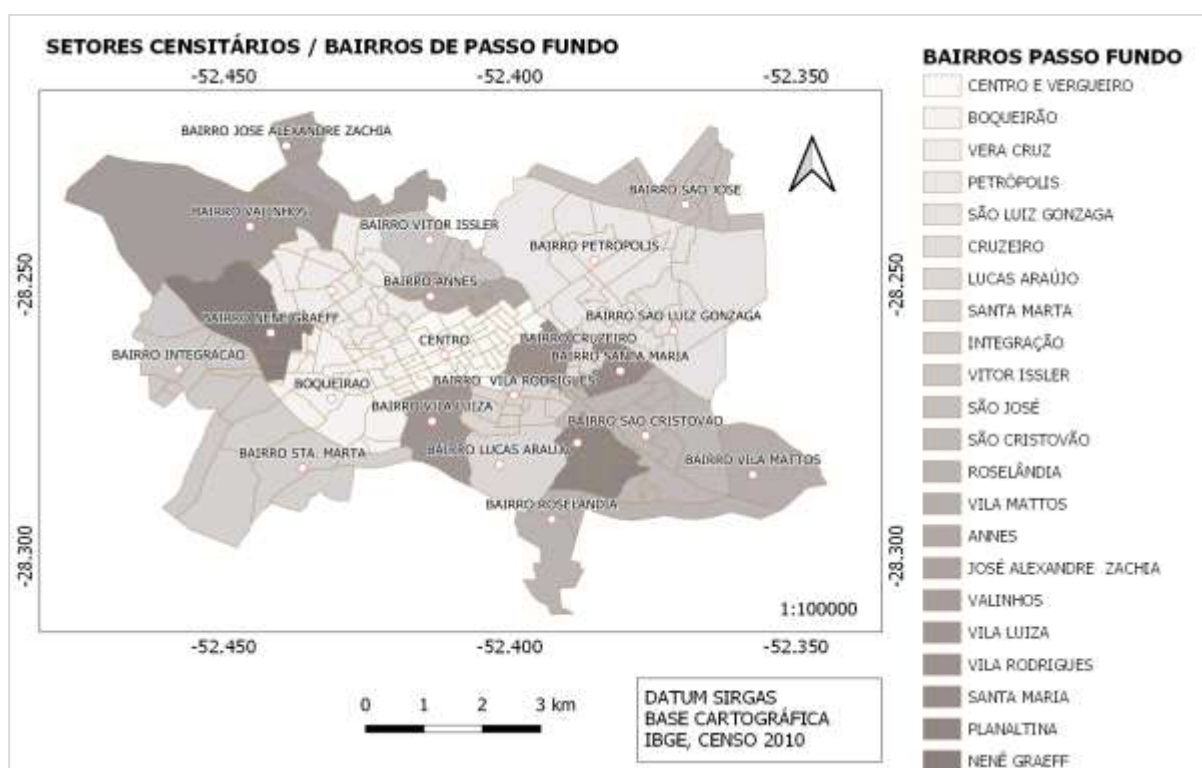 SETORES CENSITÁRIOS / BAIRROS DE PASSO FUNDO
-52.450 -52.400 -52.350
BAIRRO JOSE ALEXANDRE ZACHIA
BAIRRO SAO JOSE
BAIRRO VALINHOS
BAIRRO VITOR ISSLER
BAIRRO PETROPOLIS
-28.250
-28.250
BAIRRO ANNES
BAIRRO NENE GRAEFF
BAIRRO SAO LUIZ GONZAGA
CENTRO
BAIRRO CRUZEIRO
BAIRRO INTEGRACAO
BAIRRO SANTA MARIA
BOQUEIRAO
BAIRRO VILA RODRIGUES
BAIRRO VILA LUIZA
BAIRRO SAO CRISTOVAO
BAIRRO STA. MARTA
BAIRRO LUCAS ARAUJO
BAIRRO VILA MATTOS
BAIRRO ROSELANDIA
-28.300
-28.300
1:100000
-52.450 -52.400 -52.350
0 1 2 3 km
DATUM SIRGAS
BASE CARTOGRÁFICA
IBGE, CENSO 2010
BAIRROS PASSO FUNDO
CENTRO E VERGUEIRO
BOQUEIRÃO
VERA CRUZ
PETRÓPOLIS
SÃO LUIZ GONZAGA
CRUZEIRO
LUCAS ARAÚJO
SANTA MARTA
INTEGRAÇÃO
VITOR ISSLER
SÃO JOSÉ
SÃO CRISTOVÃO
ROSELÂNDIA
VILA MATTOS
ANNES
JOSÉ ALEXANDRE ZACHIA
VALINHOS
VILA LUIZA
VILA RODRIGUES
SANTA MARIA
PLANALTINA
NENÊ GRAEFF